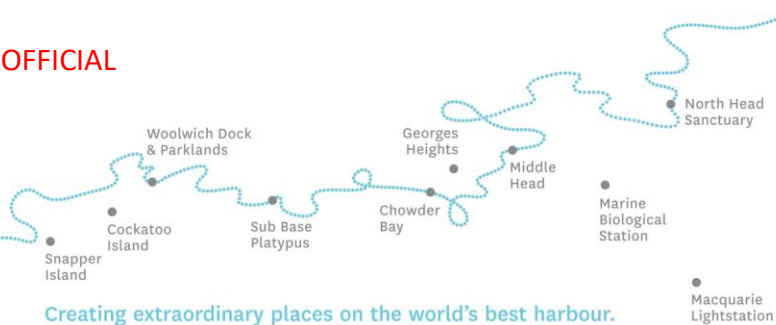 OFFICIAL
North Head
Sanctuary
Woolwich Dock
& Parklands
Georges
Heights
Middle
Head
Marine
Biological
Station
Chowder
Bay
Sub Base
Platypus
Cockatoo
Island
Snapper
Island
Macquarie
Lightstation
Creating extraordinary places on the world's best harbour.